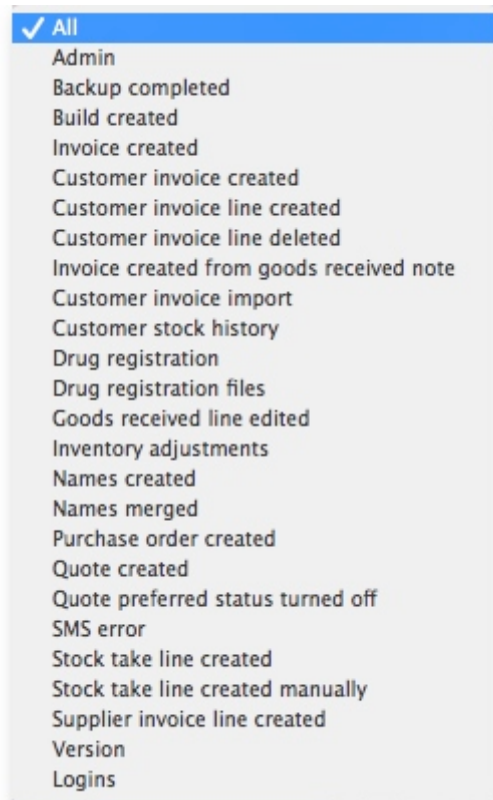 All
Admin
Backup completed
Build created
Invoice created
Customer invoice created
Customer invoice line created
Customer invoice line deleted
Invoice created from goods received note
Customer invoice import
Customer stock history
Drug registration
Drug registration files
Goods received line edited
Inventory adjustments
Names created
Names merged
Purchase order created
Quote created
Quote preferred status turned off
SMS error
Stock take line created
Stock take line created manually
Supplier invoice line created
Version
Logins